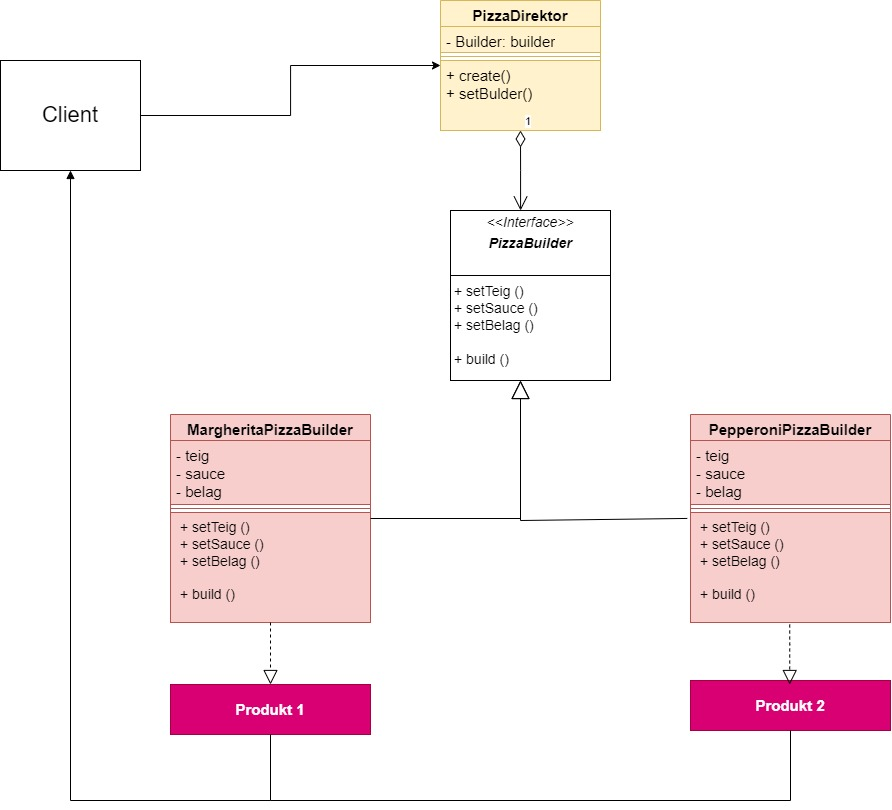 PizzaDirektor
- Builder: builder
+ create()
+ setBulder()
1
Client
<<Interface>>
PizzaBuilder
+ setTeig ()
+ setSauce ()
+ setBelag ()
+ build ()
MargheritaPizzaBuilder
- teig
- sauce
- belag
+ setTeig ()
+ setSauce ()
+ setBelag ()
+ build ()
PepperoniPizzaBuilder
- teig
- sauce
- belag
+ setTeig ()
+ setSauce ()
+ setBelag ()
+ build ()
Produkt 1
Produkt 2